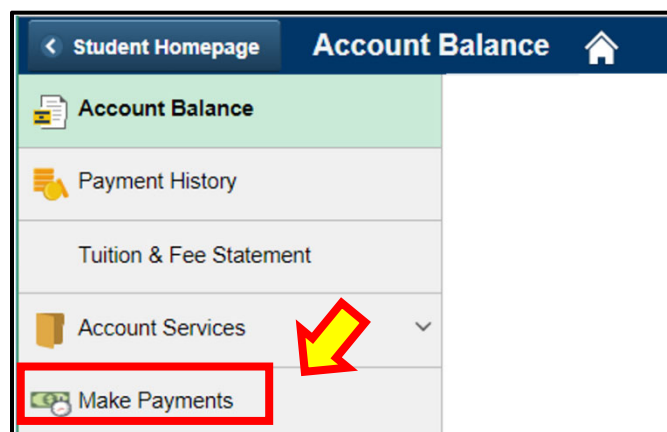 Student Homepage Account Balance
Account Balance
Payment History
Tuition & Fee Statement
Account Services
Make Payments